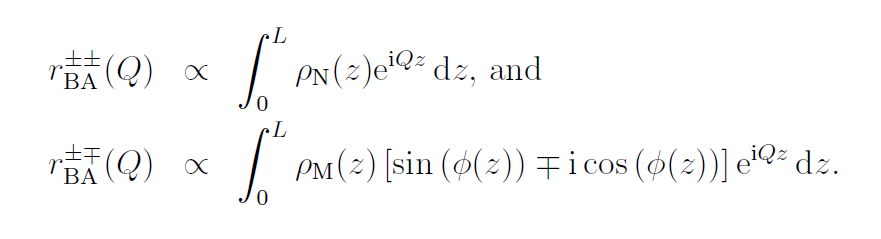 r_{BA}^{±±}(Q) ∝ ∫_0^L ρ_N(z)e^{iQz} dz, and
r_{BA}^{±∓}(Q) ∝ ∫_0^L ρ_M(z) [sin (φ(z)) ∓ i cos (φ(z))] e^{iQz} dz.